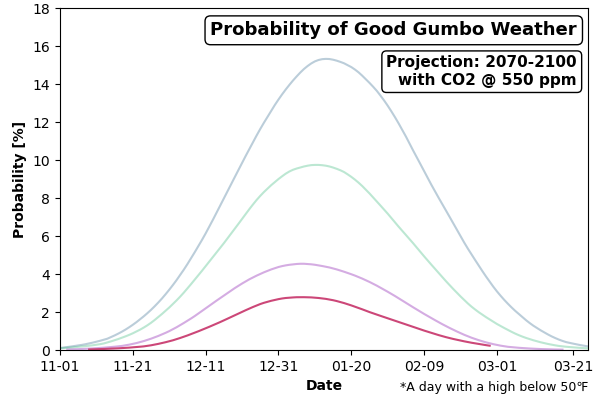 Probability of Good Gumbo Weather
Projection: 2070-2100
with CO2 @ 550 ppm
Probability [%]
18
16
14
12
10
8
6
4
2
0
11-01 11-21 12-11 12-31 01-20 02-09 03-01 03-21
Date
*A day with a high below 50°F